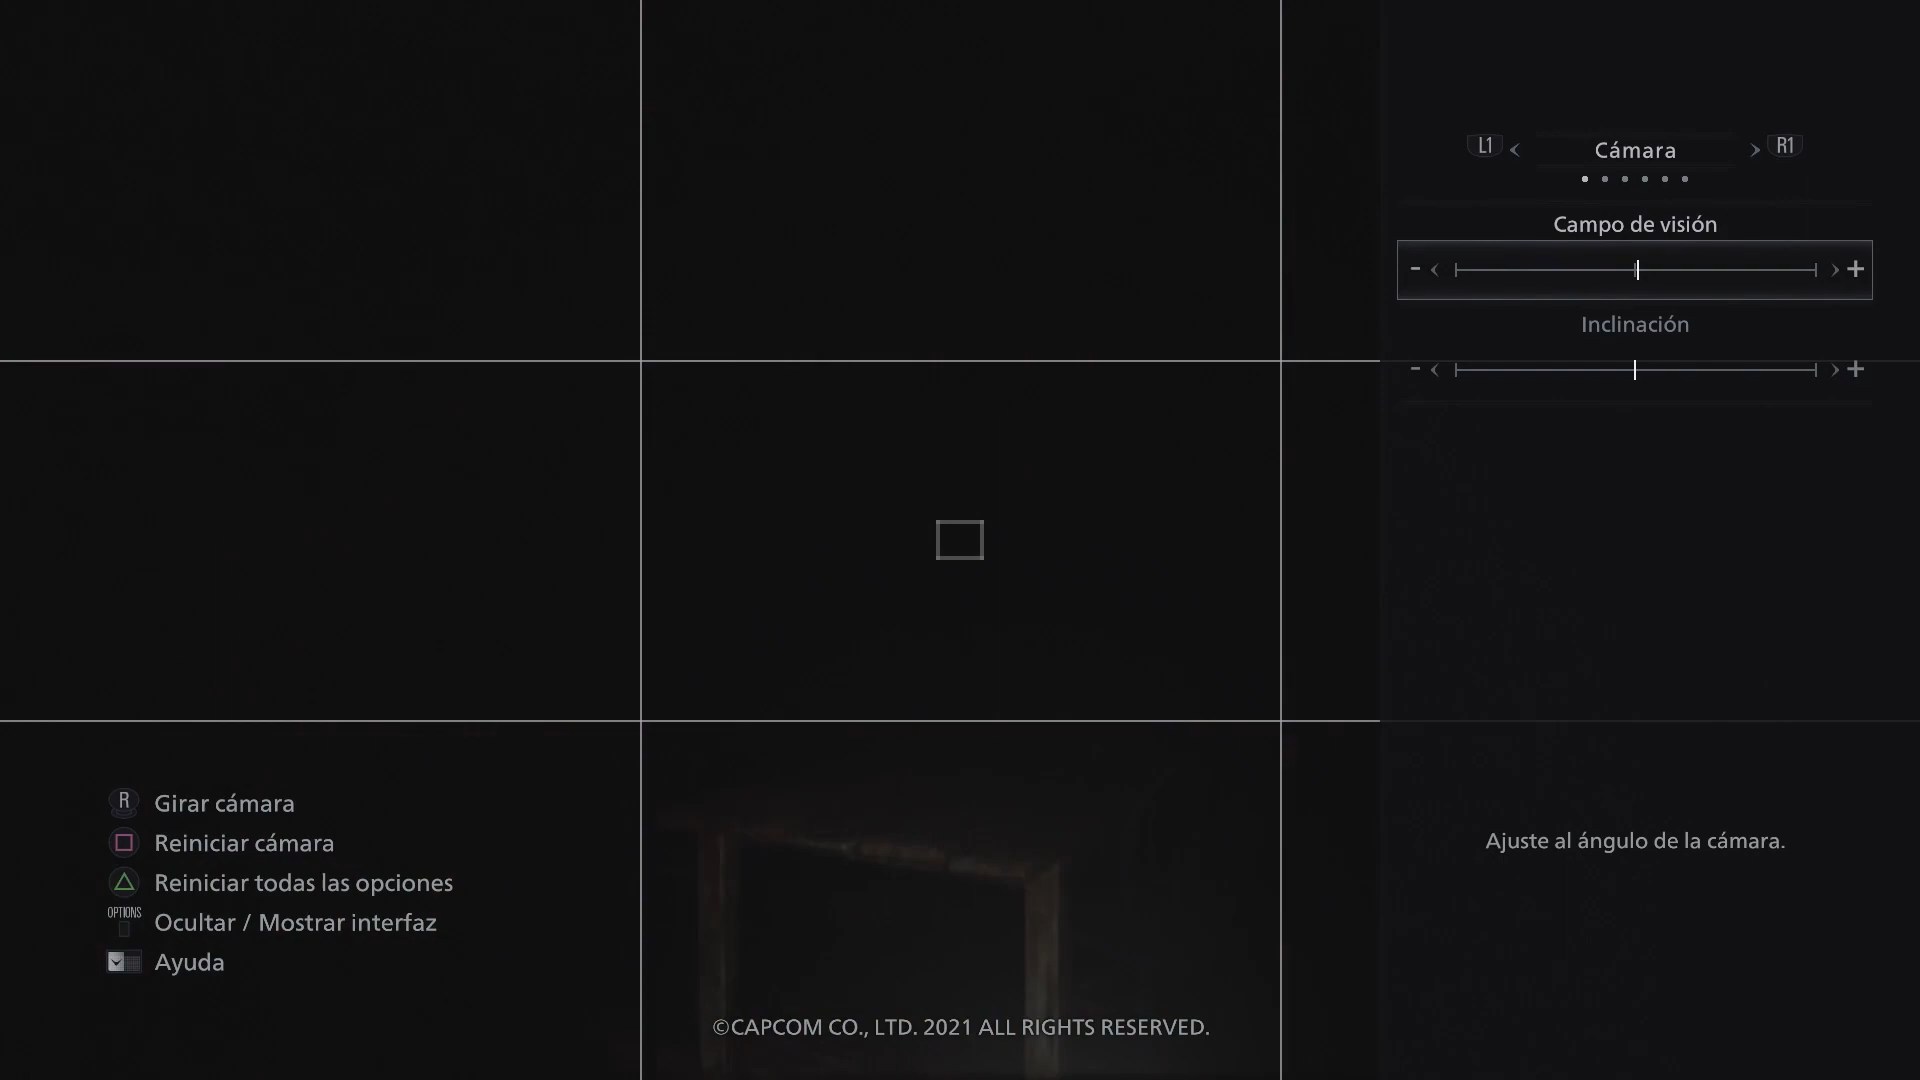 L1
Cámara
R1
Campo de visión
- +
Inclinación
- +
R Girar cámara
Reiniciar cámara
Reiniciar todas las opciones
OPTIONS Ocultar / Mostrar interfaz
Ayuda
Ajuste al ángulo de la cámara.
©CAPCOM CO., LTD. 2021 ALL RIGHTS RESERVED.